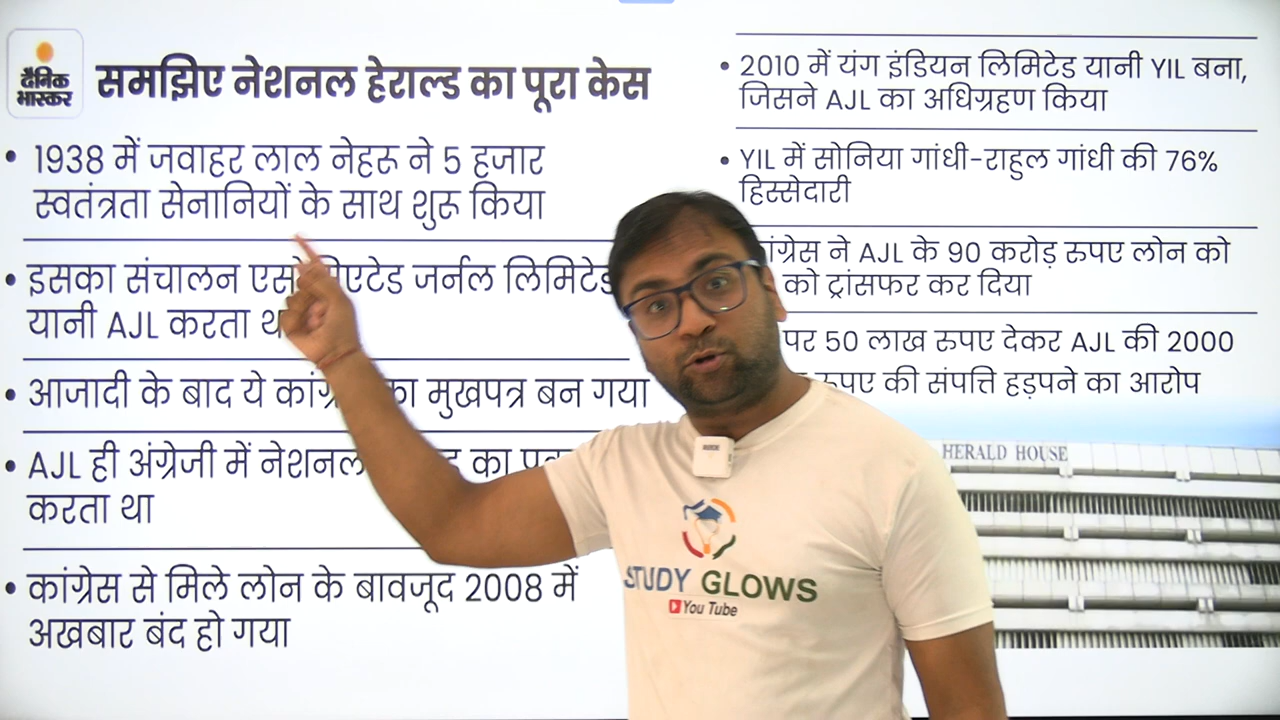 दैनिक
भास्कर
समझिए नेशनल हेराल्ड का पूरा केस
• 1938 में जवाहर लाल नेहरू ने 5 हजार
स्वतंत्रता सेनानियों के साथ शुरू किया
• इसका संचालन जर्नल लिमिटेड
यानी AJL करता
• आजादी के बाद ये का मुखपत्र बन गया
• AJL ही अंग्रेजी में नेशनल का
करता था
• कांग्रेस से मिले लोन के बावजूद 2008 में
अखबार बंद हो गया
• 2010 में यंग इंडियन लिमिटेड यानी YIL बना,
जिसने AJL का अधिग्रहण किया
• YIL में सोनिया गांधी-राहुल गांधी की 76%
हिस्सेदारी
ने AJL के 90 करोड़ रुपए लोन को
को ट्रांसफर कर दिया
पर 50 लाख रुपए देकर AJL की 2000
रूपए की संपत्ति हड़पने का आरोप
HERALD HOUSE
STUDY GLOWS
You Tube